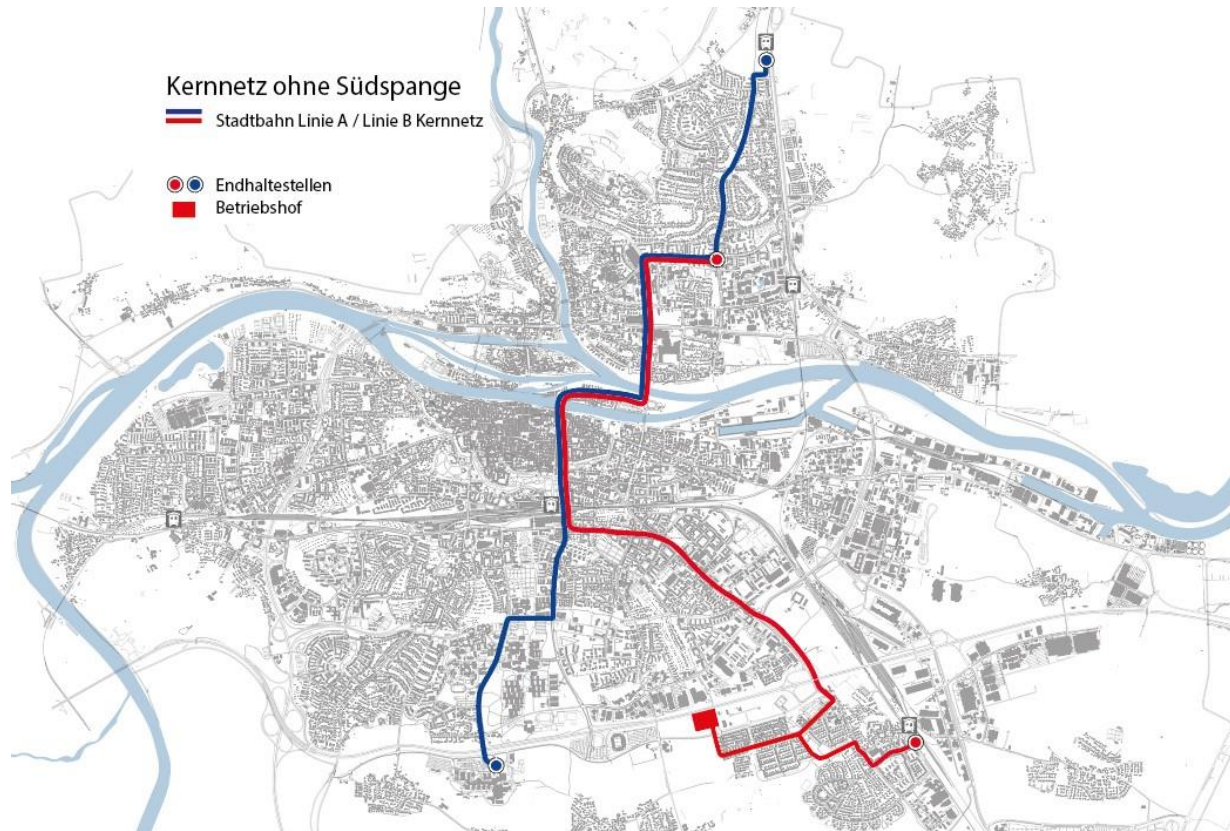 Kernnetz ohne Südspange
Stadtbahn Linie A / Linie B Kernnetz
Endhaltestellen
Betriebshof